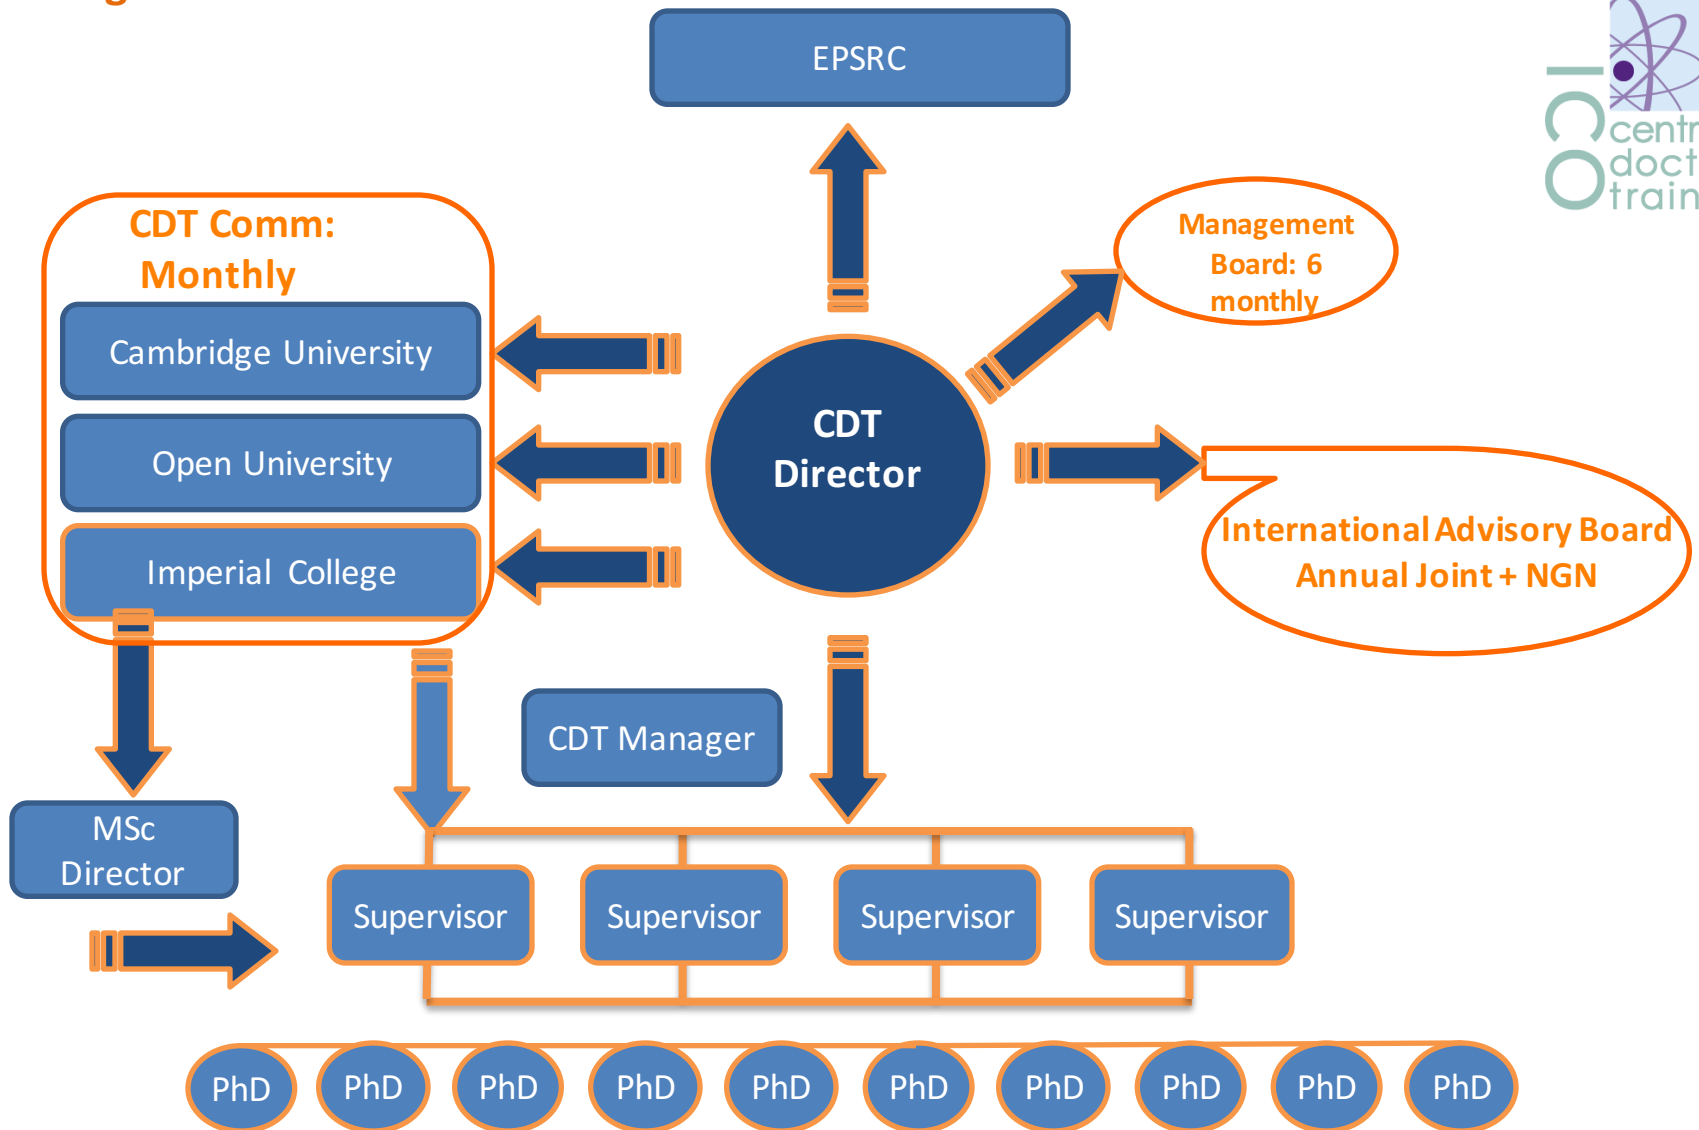 EPSRC
CDT Comm:
Monthly
Cambridge University
Open University
Imperial College
CDT
Director
Management
Board: 6
monthly
International Advisory Board
Annual Joint + NGN
CDT Manager
MSc
Director
Supervisor
Supervisor
Supervisor
Supervisor
PhD
PhD
PhD
PhD
PhD
PhD
PhD
PhD
PhD
PhD